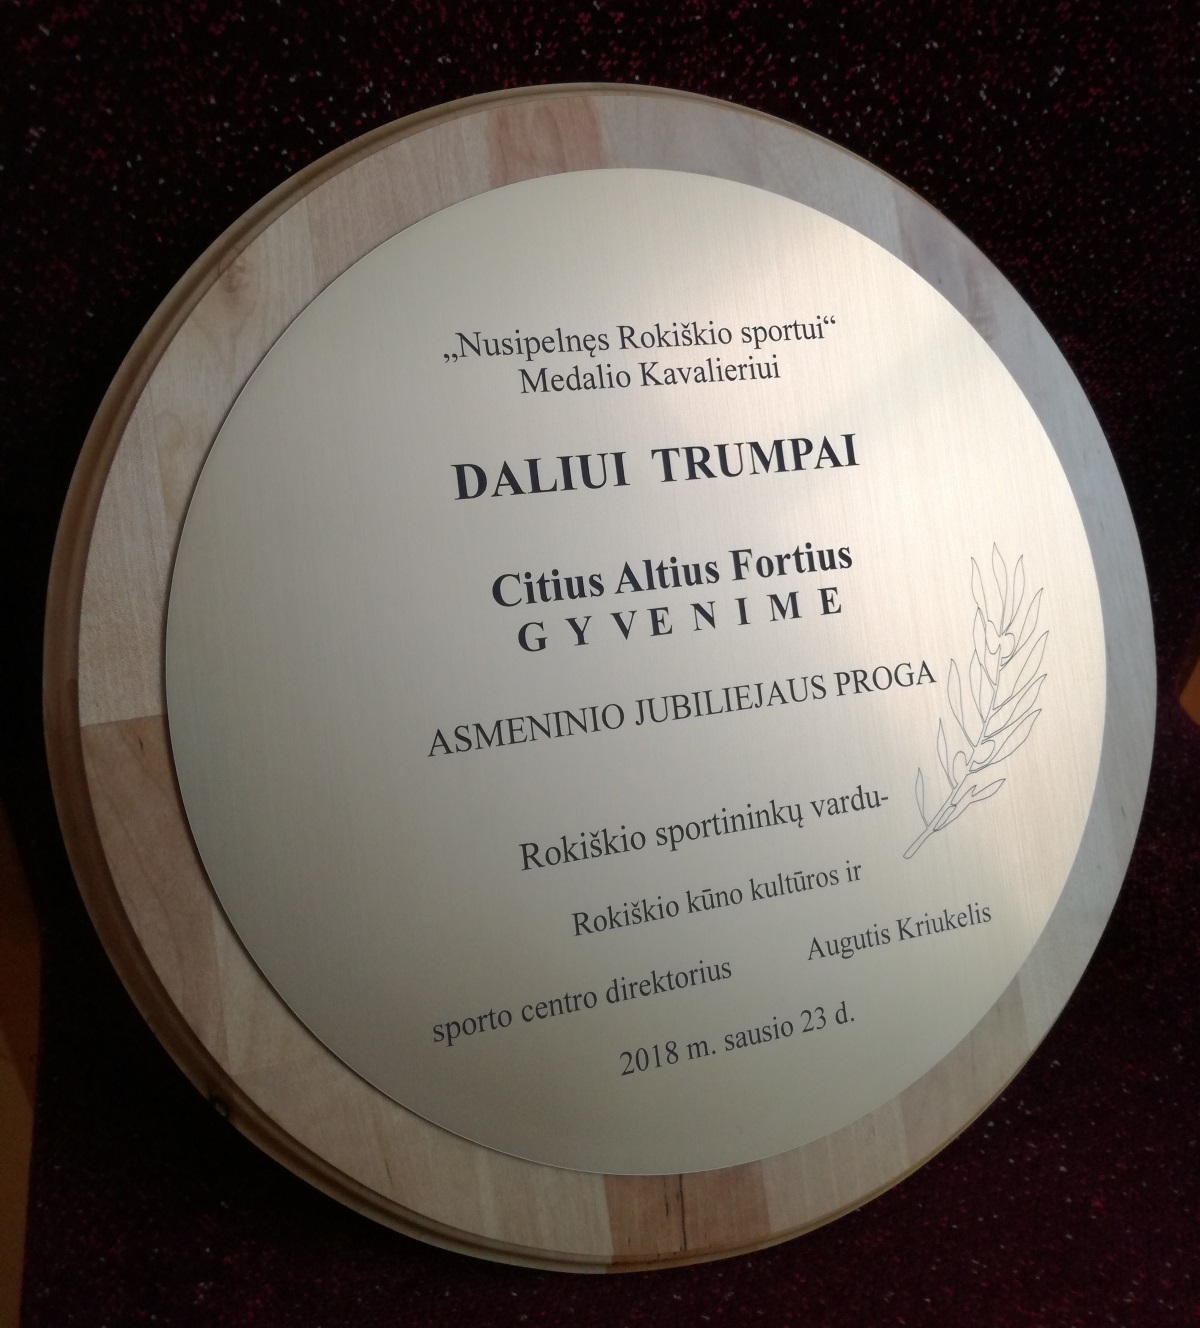 „Nusipelnęs Rokiškio sportui“
Medalio Kavalieriui
DALIUI TRUMPAI
Citius Altius Fortius
G Y V E N I M E
ASMENINIO JUBILIEJAUS PROGA
Rokiškio sportininkų vardu-
Rokiškio kūno kultūros ir
sporto centro direktorius Augutis Kriukelis
2018 m. sausio 23 d.